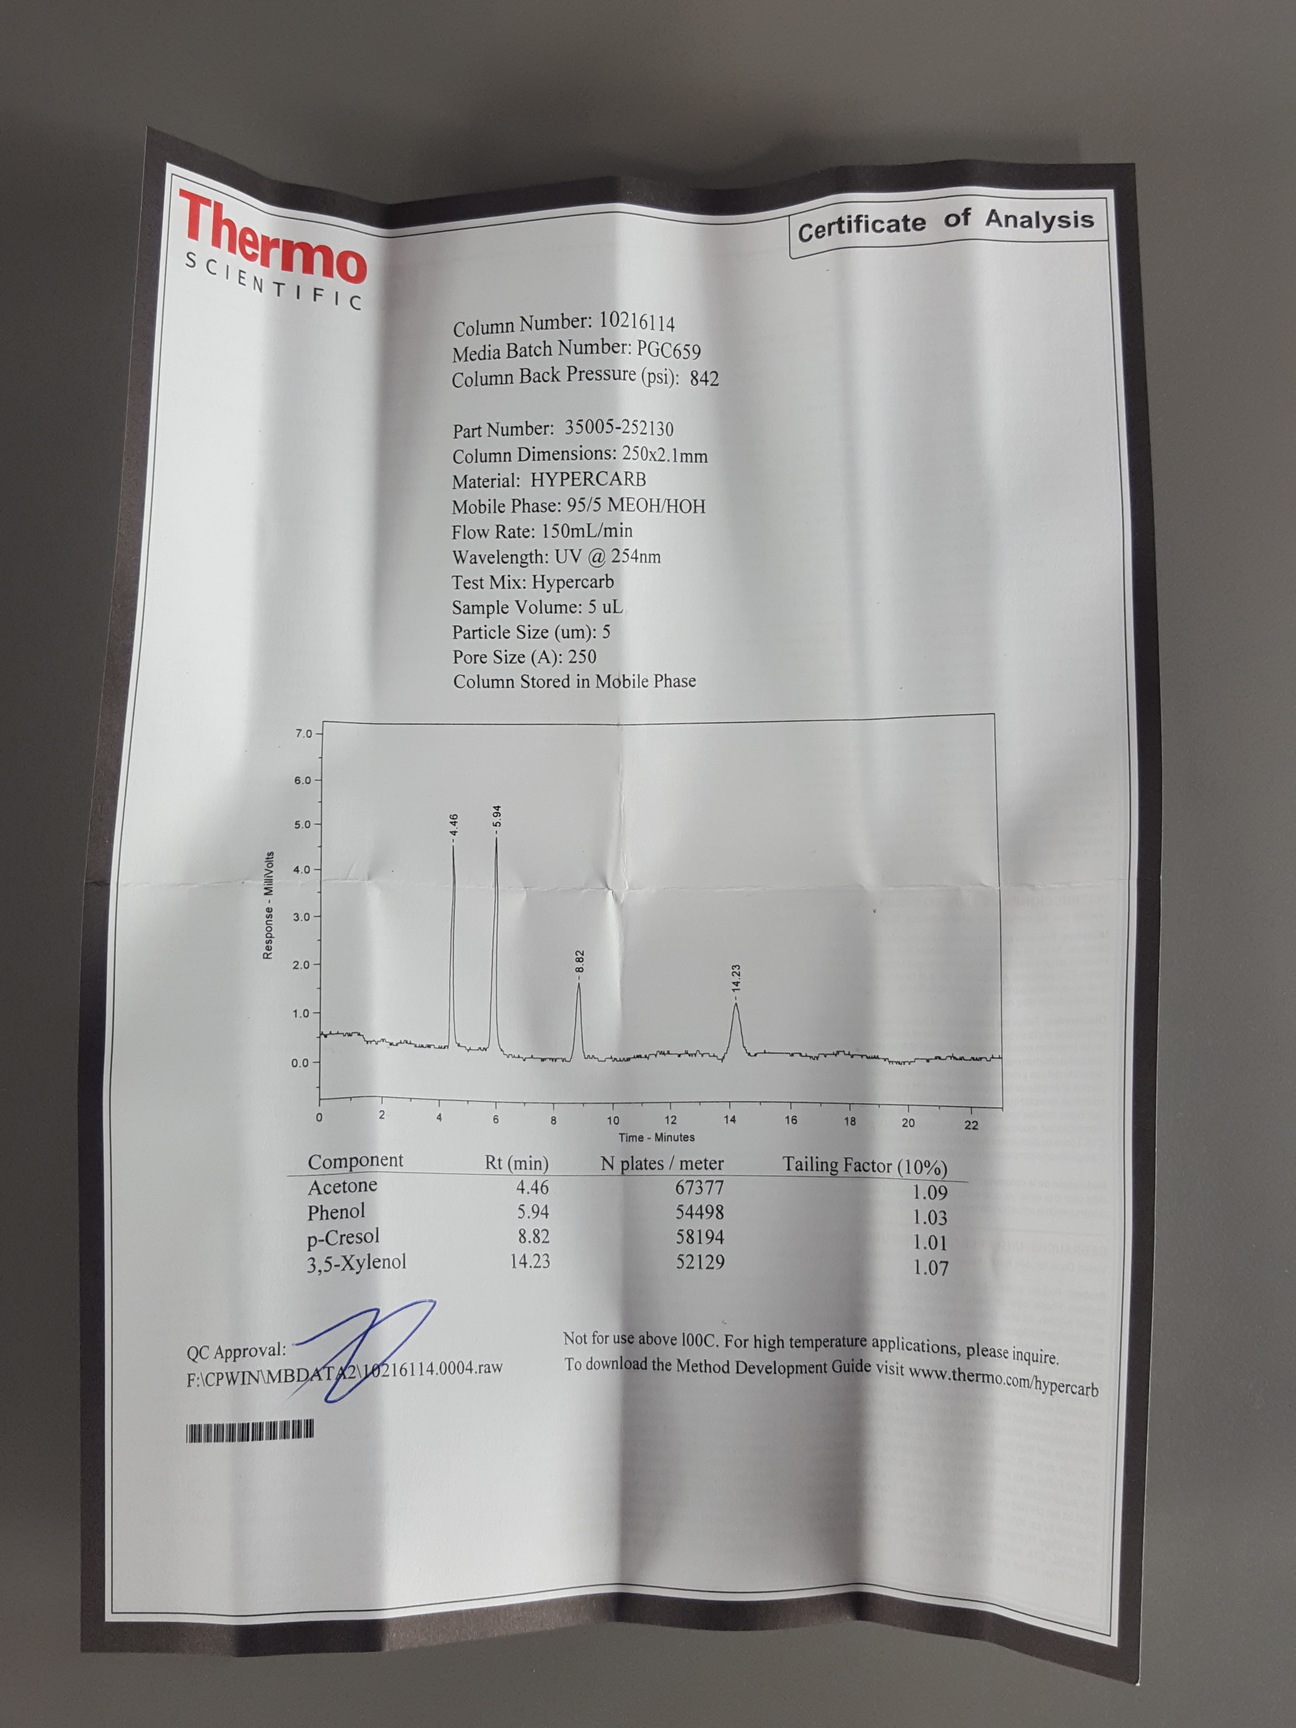 Thermo
SCIENTIFIC
Certificate of Analysis
Column Number: 10216114
Media Batch Number: PGC659
Column Back Pressure (psi): 842
Part Number: 35005-252130
Column Dimensions: 250x2.1mm
Material: HYPERCARB
Mobile Phase: 95/5 MEOH/HOH
Flow Rate: 150mL/min
Wavelength: UV @ 254nm
Test Mix: Hypercarb
Sample Volume: 5 uL
Particle Size (um): 5
Pore Size (A): 250
Column Stored in Mobile Phase
7.0
6.0
5.0
4.0
3.0
2.0
1.0
0.0
Response - MilliVolts
4.46
5.94
8.82
14.23
0 2 4 6 8 10 12 14 16 18 20 22
Time - Minutes
Component Rt (min) N plates / meter Tailing Factor (10%)
Acetone 4.46 67377 1.09
Phenol 5.94 54498 1.03
p-Cresol 8.82 58194 1.01
3,5-Xylenol 14.23 52129 1.07
QC Approval:
F:\CPWIN\MBDATA2\10216114.0004.raw
Not for use above l00C. For high temperature applications, please inquire.
To download the Method Development Guide visit www.thermo.com/hypercarb